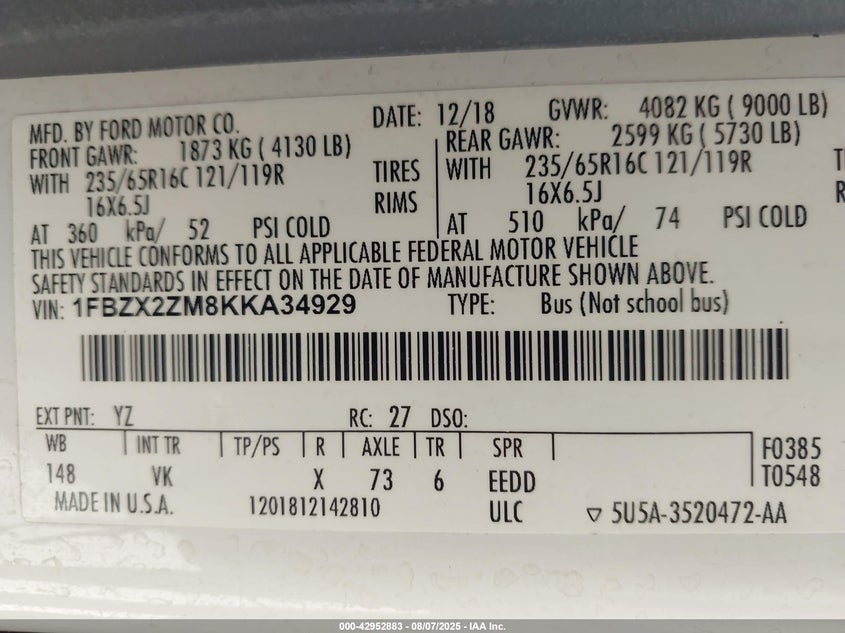 MFD. BY FORD MOTOR CO.
DATE: 12/18
GVWR: 4082 KG ( 9000 LB)
FRONT GAWR: 1873 KG ( 4130 LB)
REAR GAWR: 2599 KG ( 5730 LB)
WITH 235/65R16C 121/119R TIRES
WITH 235/65R16C 121/119R
16X6.5J RIMS
16X6.5J
AT 360 kPa/ 52 PSI COLD
AT 510 kPa/ 74 PSI COLD
THIS VEHICLE CONFORMS TO ALL APPLICABLE FEDERAL MOTOR VEHICLE
SAFETY STANDARDS IN EFFECT ON THE DATE OF MANUFACTURE SHOWN ABOVE.
VIN: 1FBZX2ZM8KKA34929
TYPE: Bus (Not school bus)
EXT PNT: YZ RC: 27 DSO:
WB INT TR TP/PS R AXLE TR SPR
148 VK X 73 6 EEDD
F0385
T0548
MADE IN U.S.A. 1201812142810 ULC ▽ 5U5A-3520472-AA
000-42952883 - 08/07/2025 - IAA Inc.